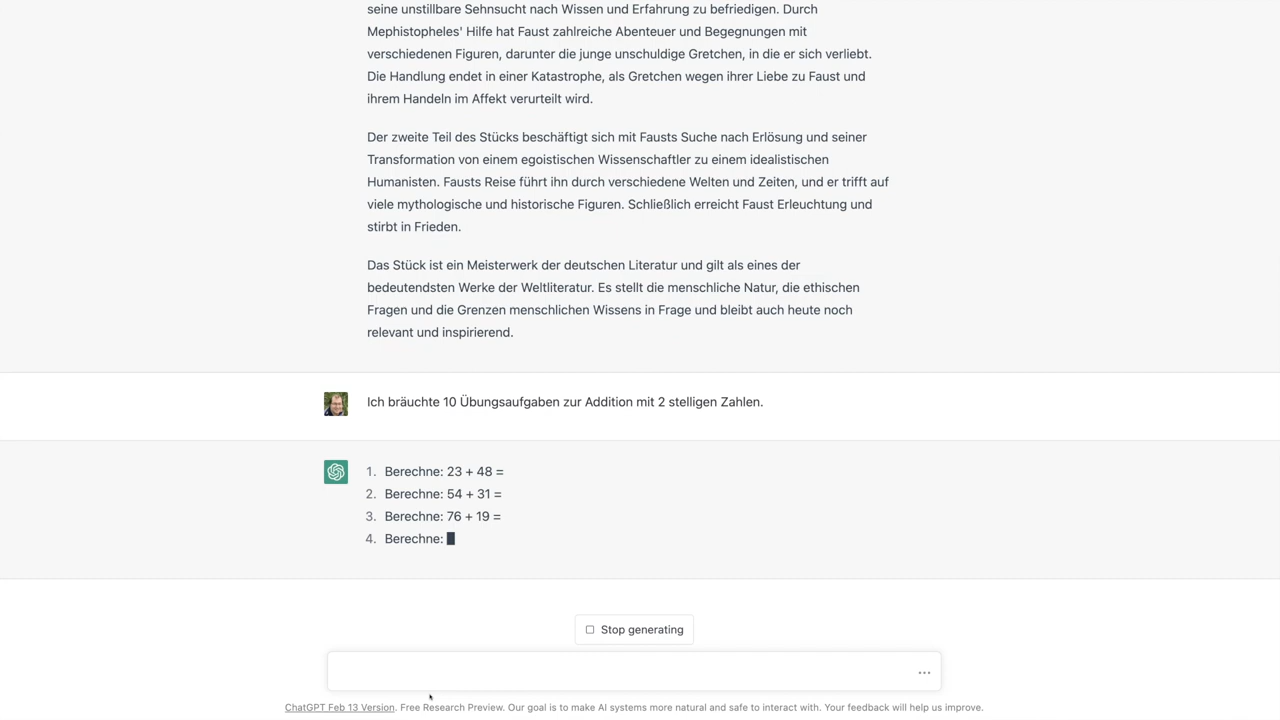 seine unstillbare Sehnsucht nach Wissen und Erfahrung zu befriedigen. Durch
Mephistopheles' Hilfe hat Faust zahlreiche Abenteuer und Begegnungen mit
verschiedenen Figuren, darunter die junge unschuldige Gretchen, in die er sich verliebt.
Die Handlung endet in einer Katastrophe, als Gretchen wegen ihrer Liebe zu Faust und
ihrem Handeln im Affekt verurteilt wird.
Der zweite Teil des Stücks beschäftigt sich mit Fausts Suche nach Erlösung und seiner
Transformation von einem egoistischen Wissenschaftler zu einem idealistischen
Humanisten. Fausts Reise führt ihn durch verschiedene Welten und Zeiten, und er trifft auf
viele mythologische und historische Figuren. Schließlich erreicht Faust Erleuchtung und
stirbt in Frieden.
Das Stück ist ein Meisterwerk der deutschen Literatur und gilt als eines der
bedeutendsten Werke der Weltliteratur. Es stellt die menschliche Natur, die ethischen
Fragen und die Grenzen menschlichen Wissens in Frage und bleibt auch heute noch
relevant und inspirierend.
Ich bräuchte 10 Übungsaufgaben zur Addition mit 2 stelligen Zahlen.
1. Berechne: 23 + 48 =
2. Berechne: 54 + 31 =
3. Berechne: 76 + 19 =
4. Berechne:
Stop generating
ChatGPT Feb 13 Version. Free Research Preview. Our goal is to make AI systems more natural and safe to interact with. Your feedback will help us improve.